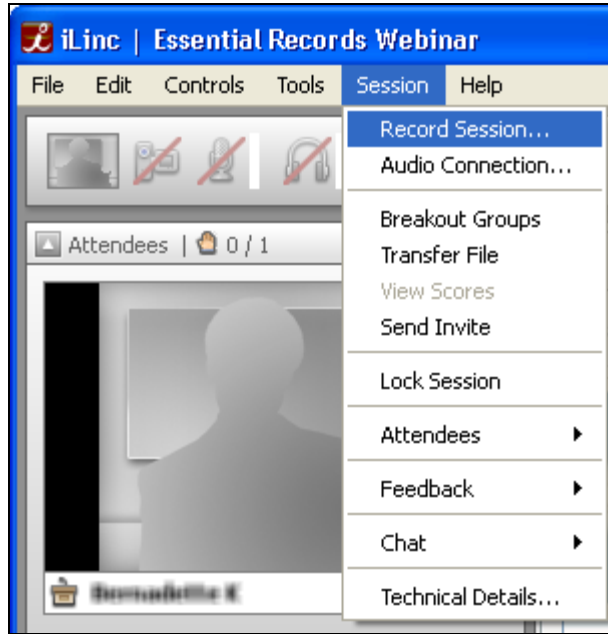 iLinc | Essential Records Webinar
File Edit Controls Tools Session Help
Record Session...
Audio Connection...
Breakout Groups
Transfer File
View Scores
Send Invite
Lock Session
Attendees
Feedback
Chat
Technical Details...
Attendees | 0 / 1